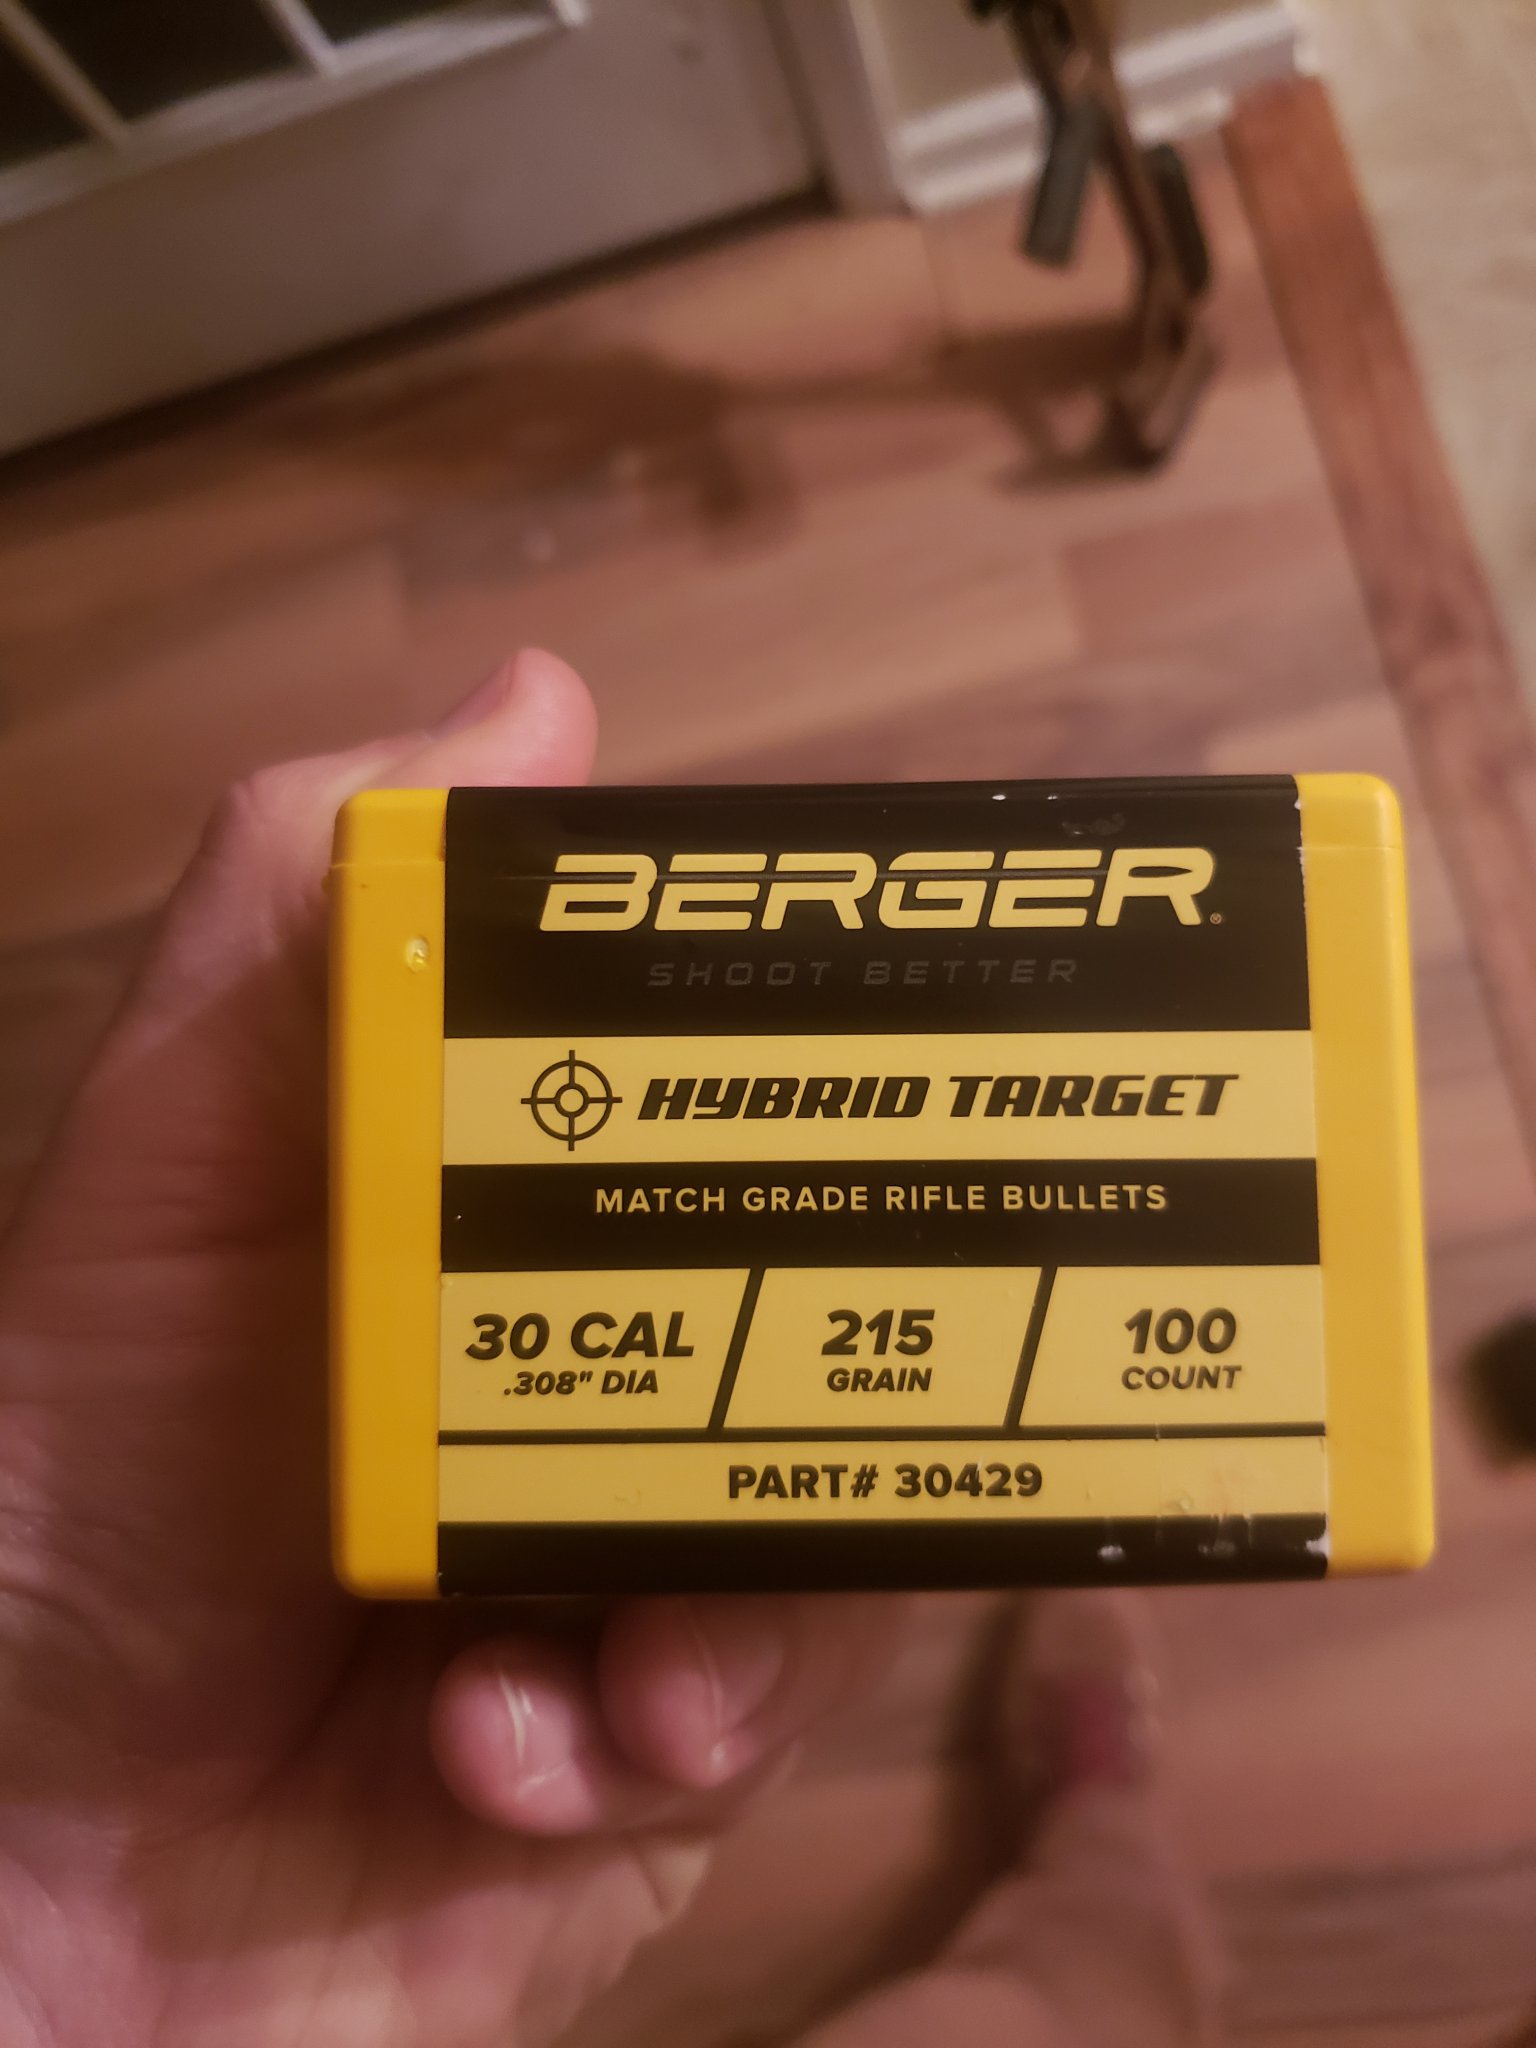 BERGER®
SHOOT BETTER
HYBRID TARGET
MATCH GRADE RIFLE BULLETS
30 CAL 215 100
.308" DIA GRAIN COUNT
PART# 30429